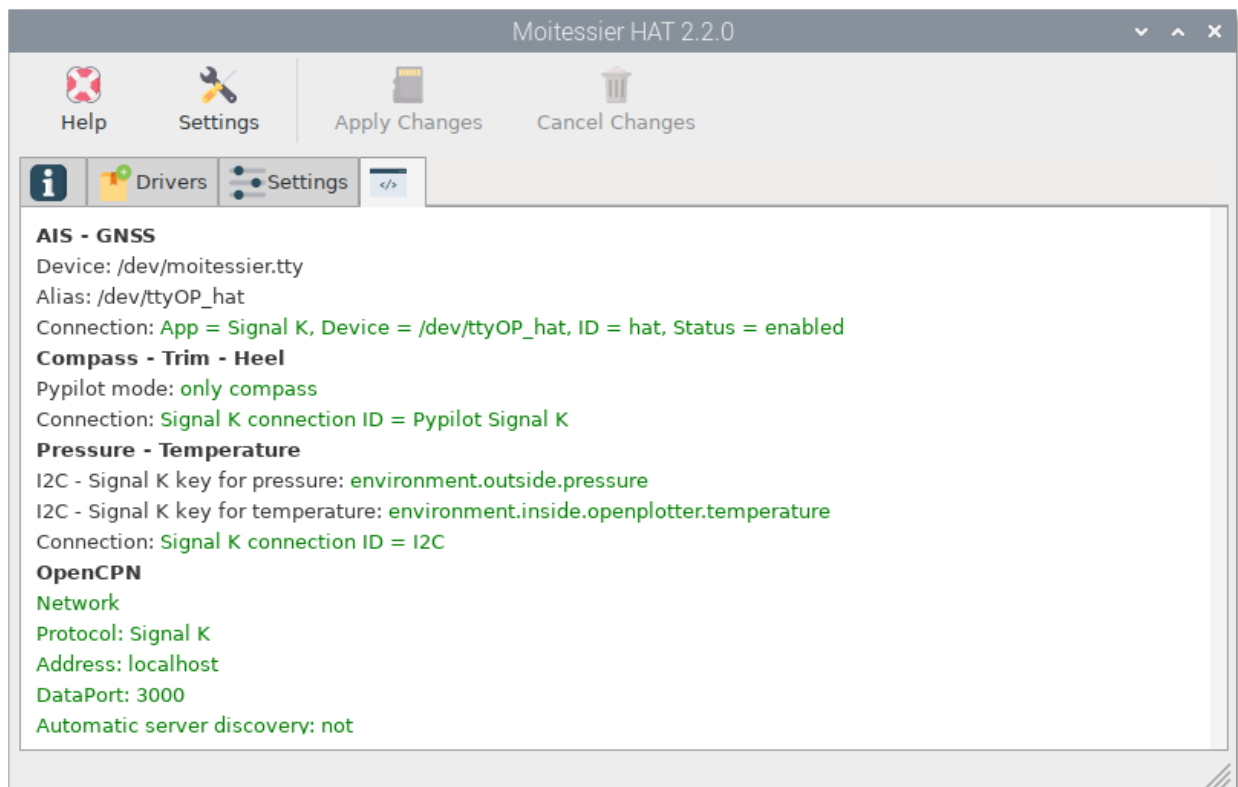 Moitessier HAT 2.2.0
Help
Settings
Apply Changes
Cancel Changes
Drivers
Settings
</>
AIS - GNSS
Device: /dev/moitessier.tty
Alias: /dev/ttyOP_hat
Connection: App = Signal K, Device = /dev/ttyOP_hat, ID = hat, Status = enabled
Compass - Trim - Heel
Pypilot mode: only compass
Connection: Signal K connection ID = Pypilot Signal K
Pressure - Temperature
I2C - Signal K key for pressure: environment.outside.pressure
I2C - Signal K key for temperature: environment.inside.openplotter.temperature
Connection: Signal K connection ID = I2C
OpenCPN
Network
Protocol: Signal K
Address: localhost
DataPort: 3000
Automatic server discovery: not